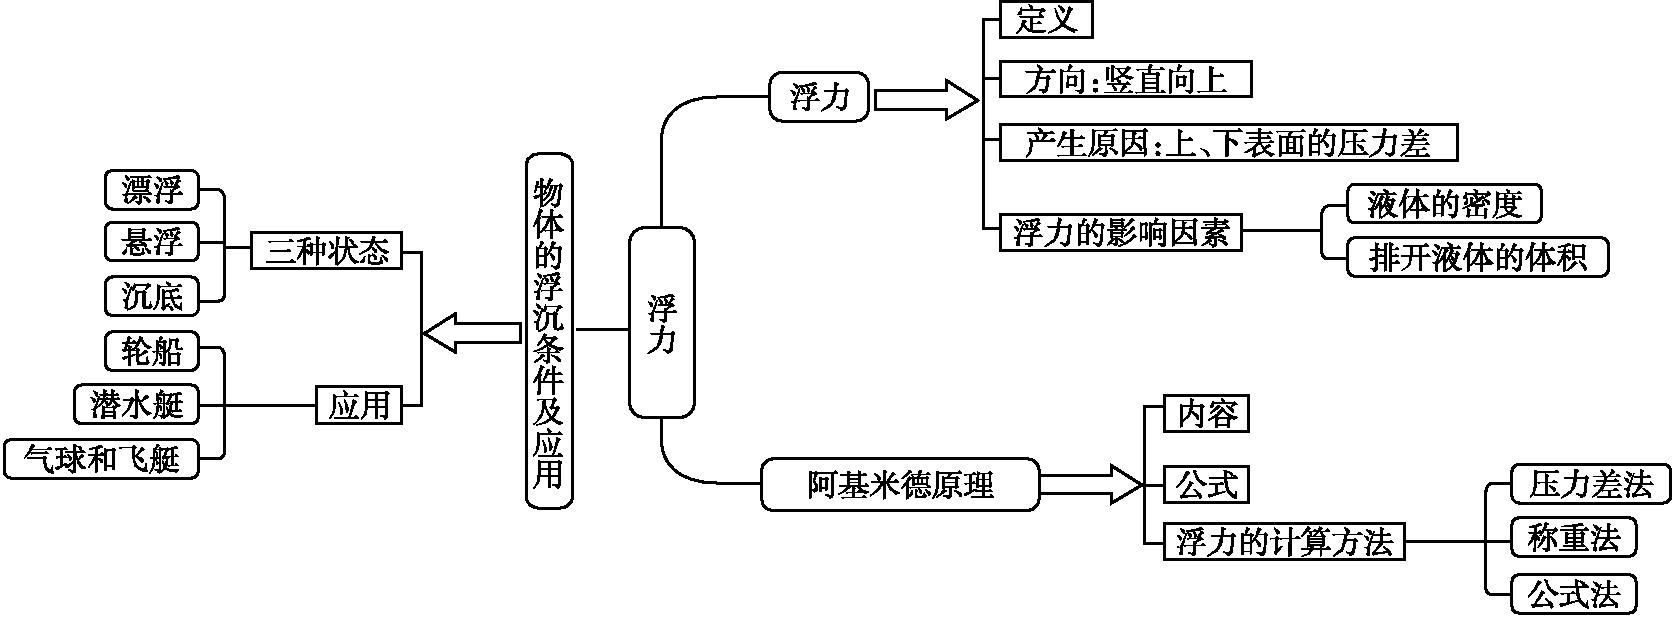 定义
浮力
方向：竖直向上
产生原因：上、下表面的压力差
浮力的影响因素
液体的密度
排开液体的体积
浮力
物体的浮沉条件及应用
三种状态
漂浮
悬浮
沉底
应用
轮船
潜水艇
气球和飞艇
阿基米德原理
内容
公式
浮力的计算方法
压力差法
称重法
公式法